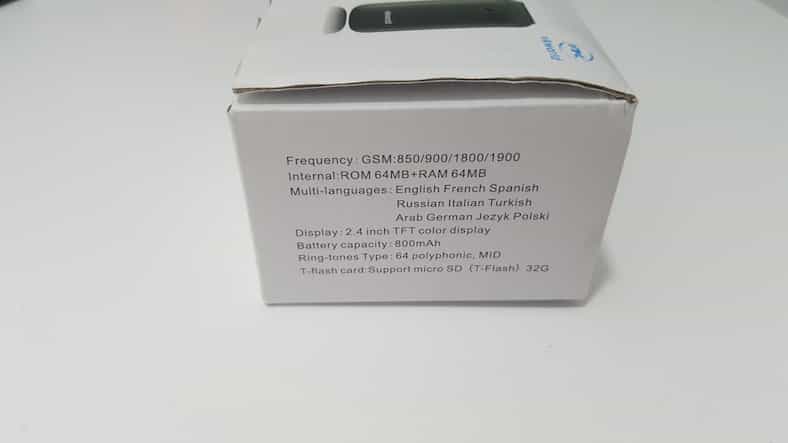 Frequency: GSM:850/900/1800/1900
Internal:ROM 64MB+RAM 64MB
Multi-languages: English French Spanish
Russian Italian Turkish
Arab German Jezyk Polski
Display: 2.4 inch TFT color display
Battery capacity: 800mAh
Ring-tones Type: 64 polyphonic, MID
T-flash card:Support micro SD (T-Flash) 32G